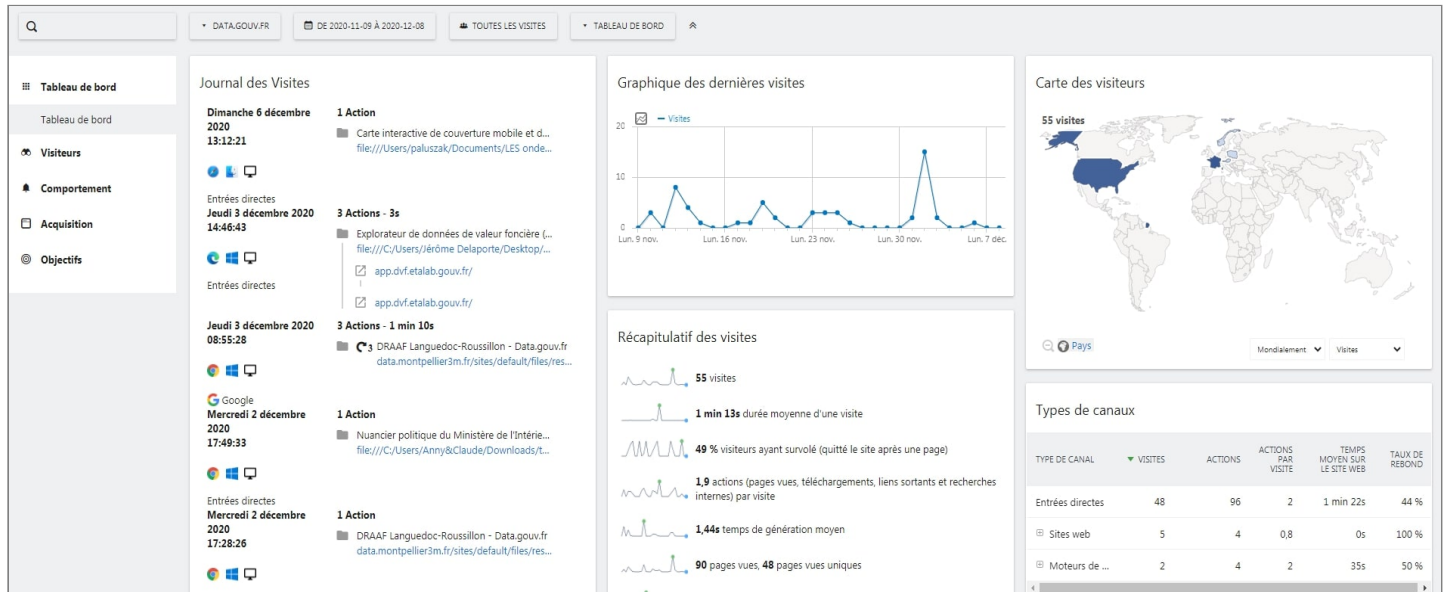 DATA.GOUV.FR
DE 2020-11-09 À 2020-12-08
TOUTES LES VISITES
TABLEAU DE BORD
Tableau de bord
Tableau de bord
Visiteurs
Comportement
Acquisition
Objectifs
Journal des Visites
Dimanche 6 décembre
2020
13:12:21
1 Action
Carte interactive de couverture mobile et d...
file:///Users/paluszak/Documents/LES onde...
Entrées directes
Jeudi 3 décembre 2020
14:46:43
3 Actions - 3s
Explorateur de données de valeur foncière (...
file:///C:/Users/Jérôme Delaporte/Desktop/...
app.dvf.etalab.gouv.fr/
app.dvf.etalab.gouv.fr/
Entrées directes
Jeudi 3 décembre 2020
08:55:28
3 Actions - 1 min 10s
3 DRAAF Languedoc-Roussillon - Data.gouv.fr
data.montpellier3m.fr/sites/default/files/res...
Google
Mercredi 2 décembre
2020
17:49:33
1 Action
Nuancier politique du Ministère de l'Intérie...
file:///C:/Users/Anny&Claude/Downloads/t...
Entrées directes
Mercredi 2 décembre
2020
17:28:26
1 Action
DRAAF Languedoc-Roussillon - Data.gouv.fr
data.montpellier3m.fr/sites/default/files/res...
Graphique des dernières visites
Visites
20
10
0
Lun. 9 nov.
Lun. 16 nov.
Lun. 23 nov.
Lun. 30 nov.
Lun. 7 déc.
Récapitulatif des visites
55 visites
1 min 13s durée moyenne d'une visite
49 % visiteurs ayant survolé (quitté le site après une page)
1,9 actions (pages vues, téléchargements, liens sortants et recherches
internes) par visite
1,44s temps de génération moyen
90 pages vues, 48 pages vues uniques
Carte des visiteurs
55 visites
Pays
Mondialement
Visites
Types de canaux
TYPE DE CANAL
VISITES
ACTIONS
ACTIONS
PAR
VISITE
TEMPS
MOYEN SUR
LE SITE WEB
TAUX DE
REBOND
Entrées directes 48 96 2 1 min 22s 44 %
Sites web 5 4 0,8 0s 100 %
Moteurs de ... 2 4 2 35s 50 %